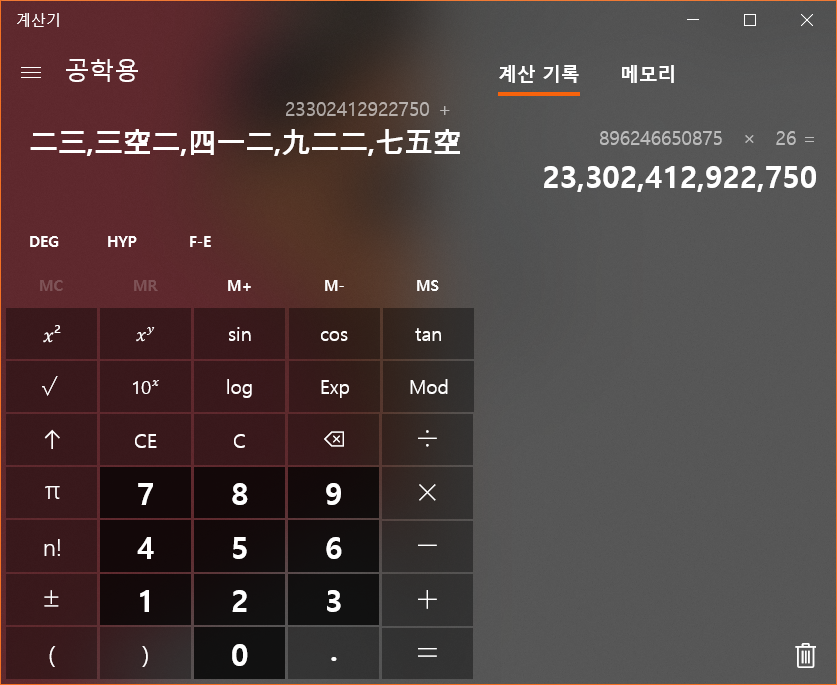 계산기
공학용
계산 기록 메모리
23302412922750 +
二三,三空二,四一二,九二二,七五空
896246650875 × 26 =
23,302,412,922,750
DEG HYP F-E
MC MR M+ M- MS
x² xʸ sin cos tan
√ 10ˣ log Exp Mod
↑ CE C ⌫ ÷
π 7 8 9 ×
n! 4 5 6 −
± 1 2 3 +
( ) 0 . =